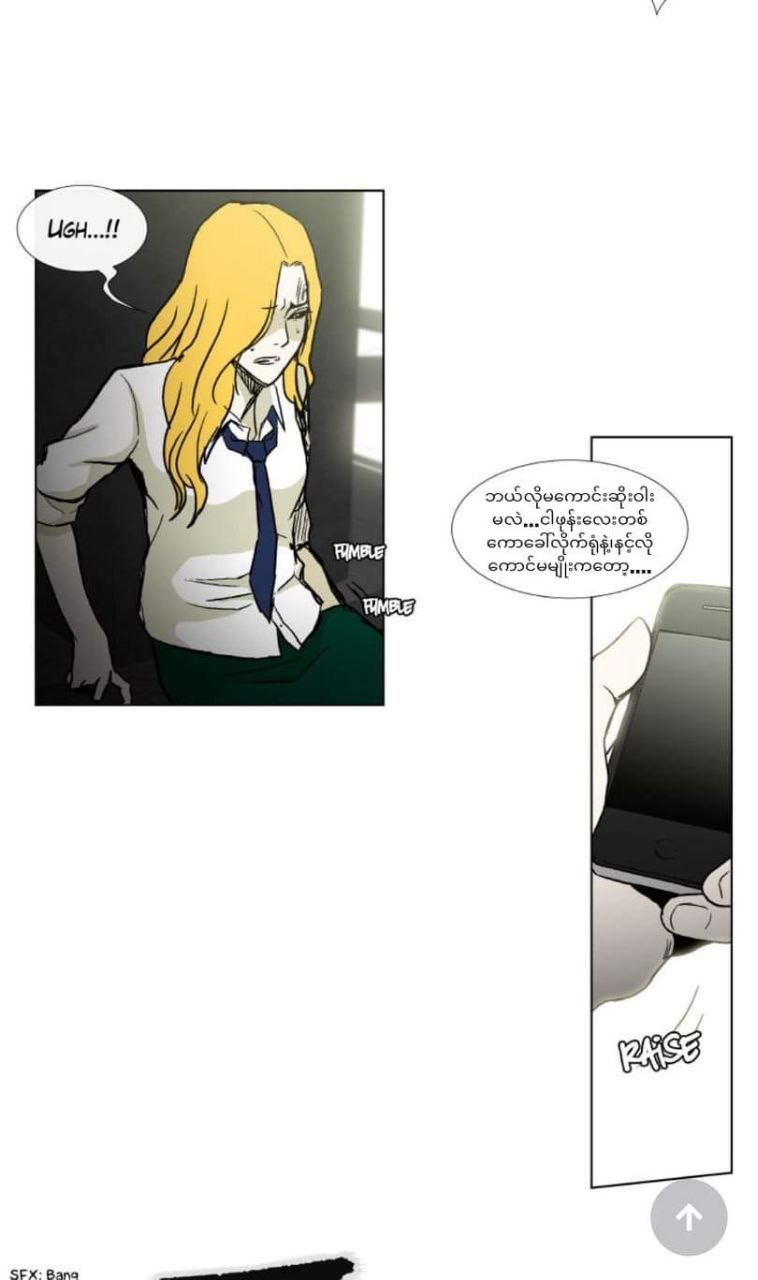 UGH...!!
ဘယ်လိုမကောင်းဆိုးဝါး
မလဲ...ငါဖုန်းလေးတစ်
ကောခေါ်လိုက်ရုံနဲ့၊နင့်လို
ကောင်မမျိုးကတော့....
FUMBLE
FUMBLE
RAISE
SFX: Bang